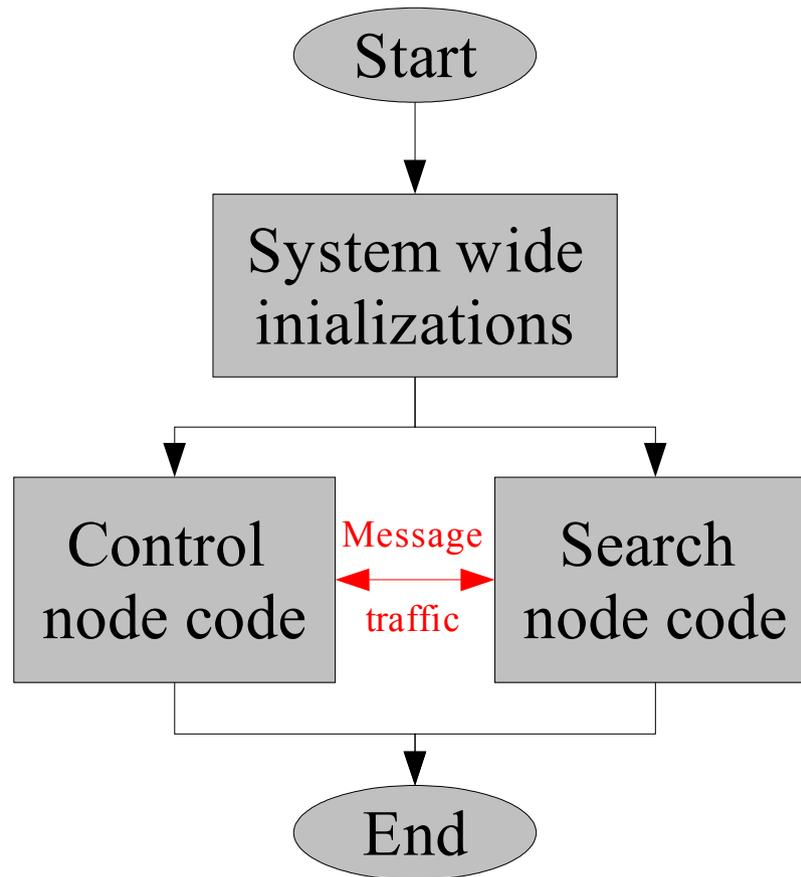 Start
System wide
inializations
Control
node code
Message
traffic
Search
node code
End